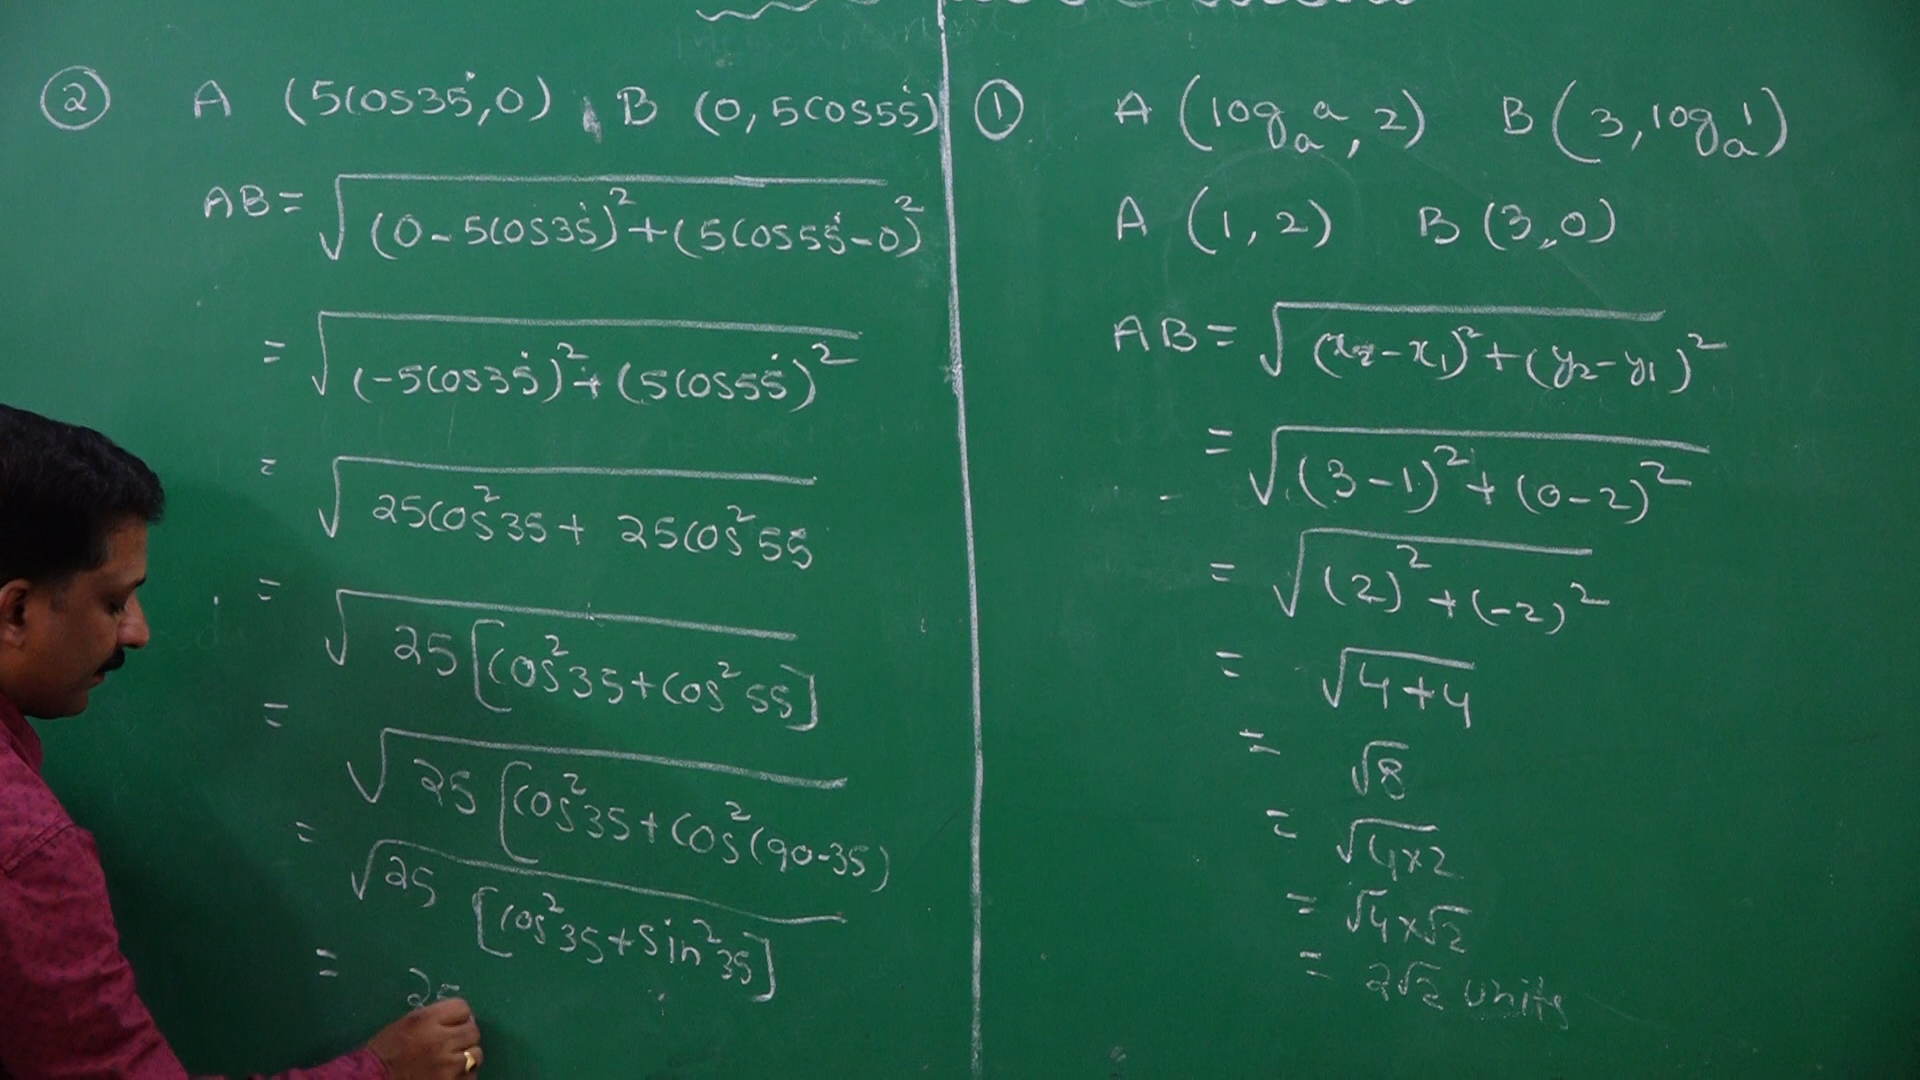 ② A (5cos35°, 0), B (0, 5cos55°)
AB = √((0-5cos35°)²+(5cos55°-0)²
= √((-5cos35°)²+(5cos55°)²
= √(25cos²35+ 25cos²55
= √(25[cos²35+cos²55]
= √(25[cos²35+cos²(90-35)
= √(25[cos²35+sin²35]
= 25
① A (logₐa, 2) B (3, logₐ1)
A (1, 2) B (3, 0)
AB = √((x₂-x₁)²+(y₂-y₁)²
= √((3-1)²+(0-2)²
= √((2)²+(-2)²
= √4+4
= √8
= √4×2
= √4×√2
= 2√2 units